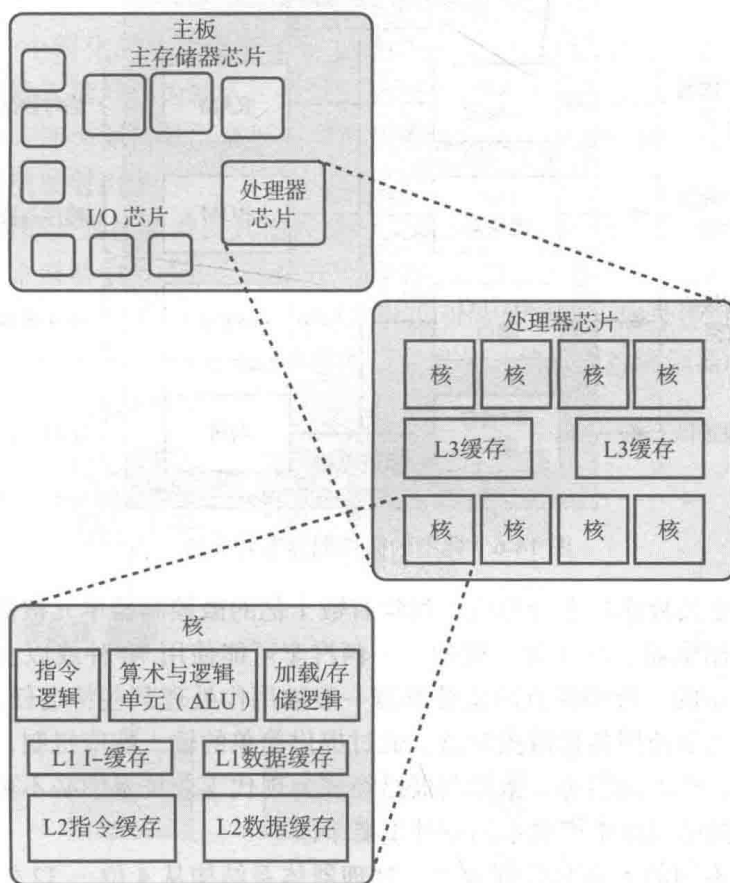 主板
主存储器芯片
处理器
芯片
I/O 芯片
处理器芯片
核 核 核 核
L3缓存 L3缓存
核 核 核 核
核
指令
逻辑
算术与逻辑
单元（ALU）
加载/存
储逻辑
L1 I-缓存 L1数据缓存
L2指令缓存 L2数据缓存